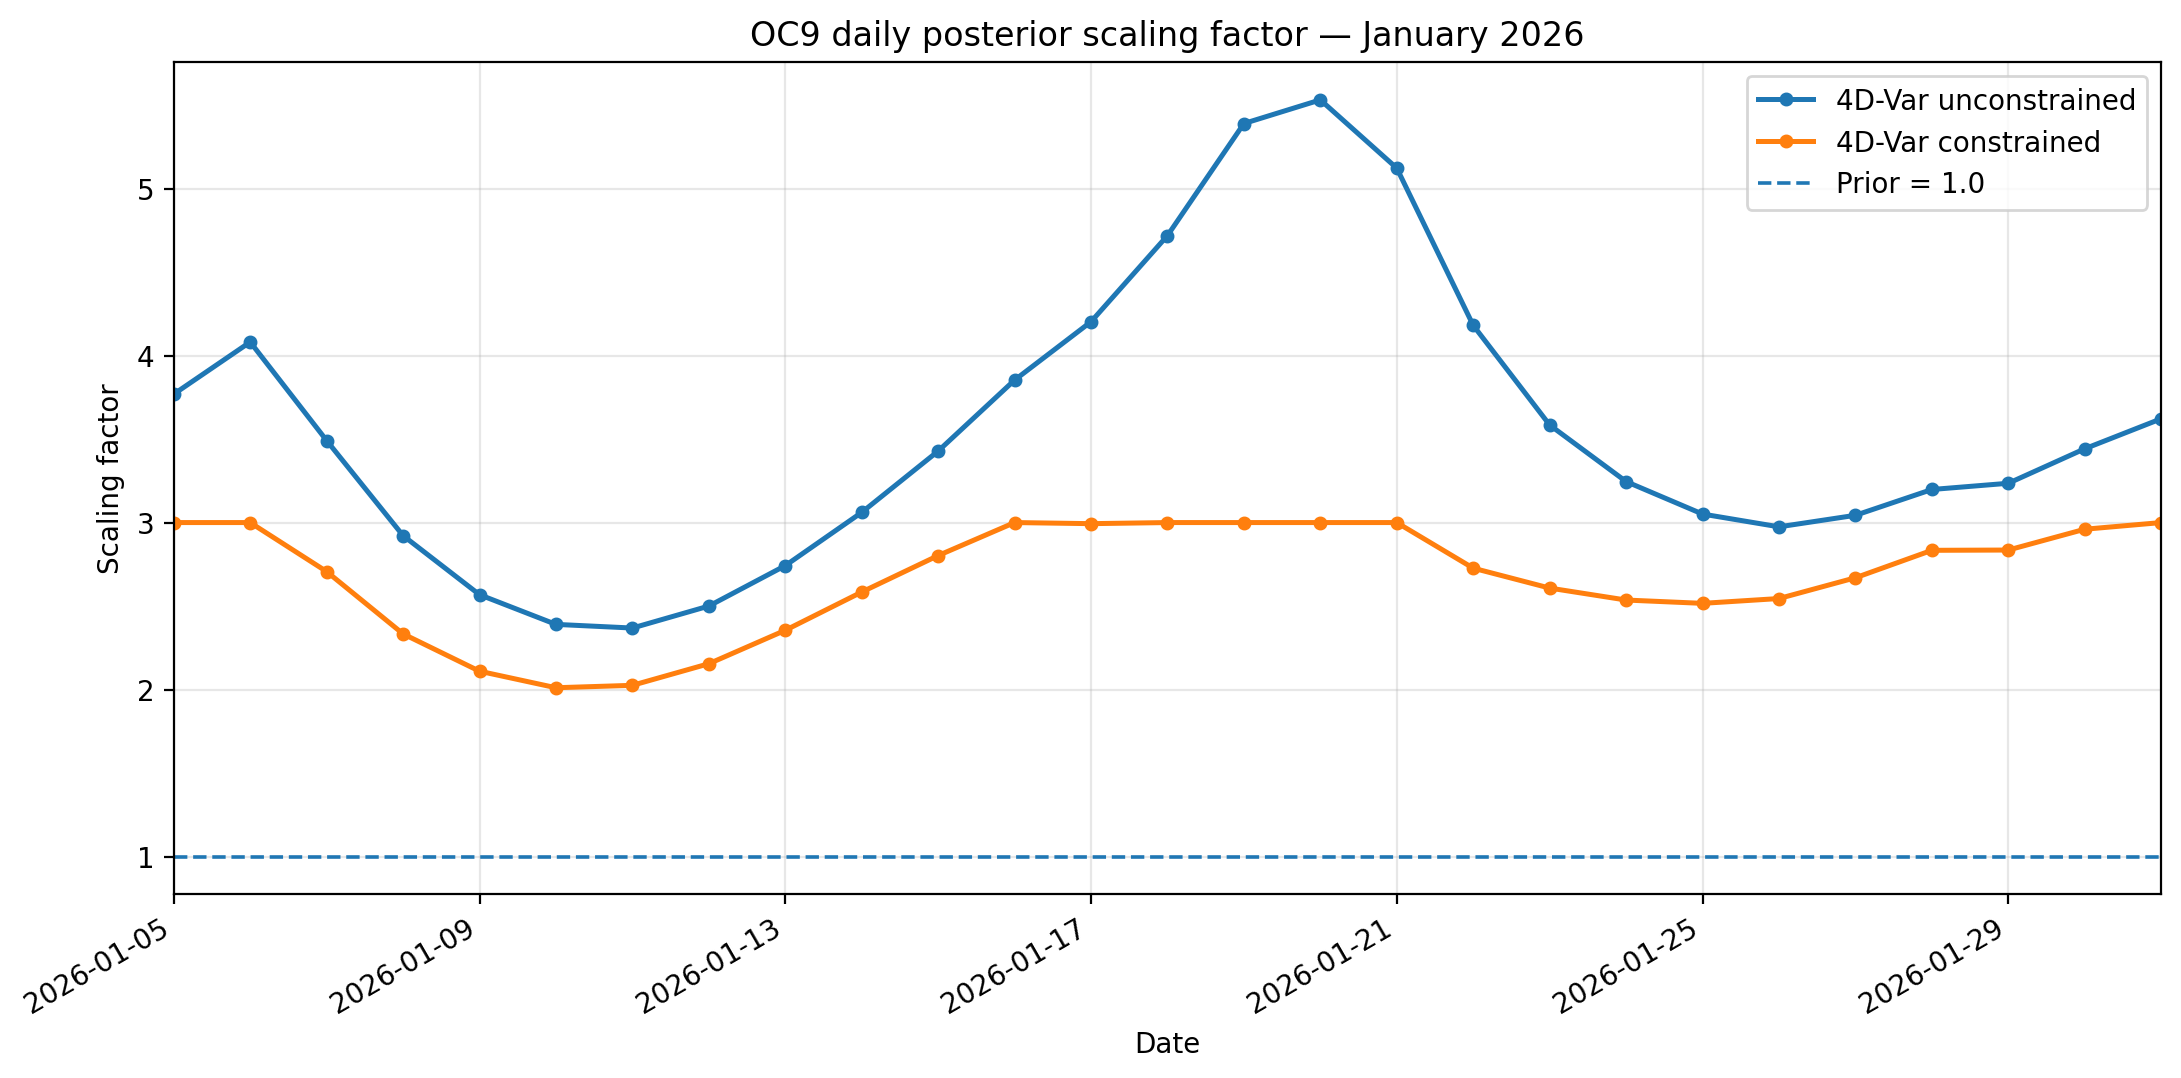 OC9 daily posterior scaling factor — January 2026
4D-Var unconstrained
4D-Var constrained
Prior = 1.0
Scaling factor
5
4
3
2
1
2026-01-05
2026-01-09
2026-01-13
2026-01-17
2026-01-21
2026-01-25
2026-01-29
Date